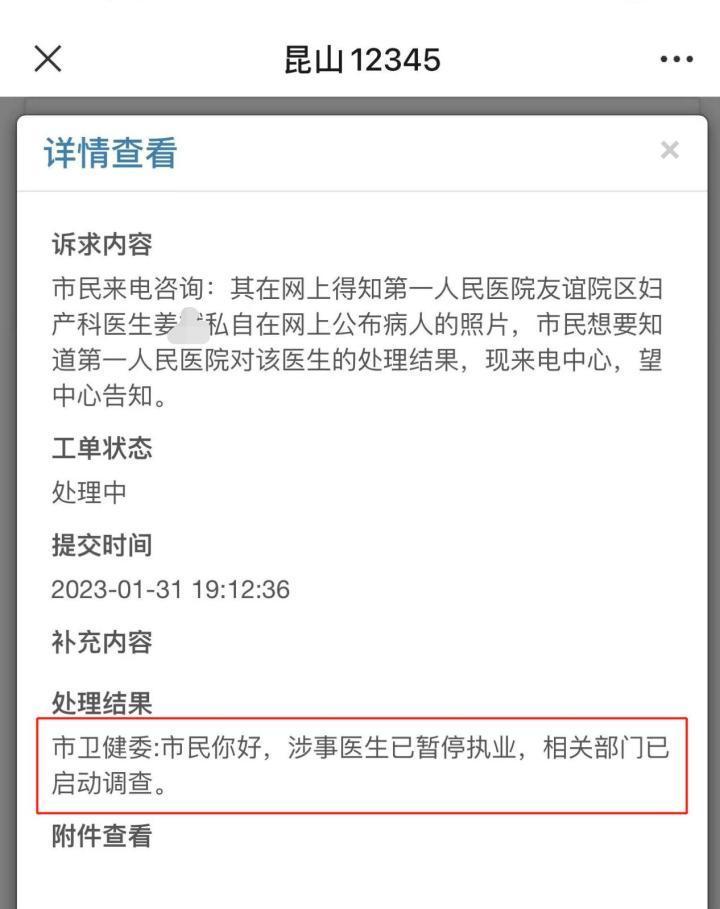 昆山12345
详情查看
诉求内容
市民来电咨询：其在网上得知第一人民医院友谊院区妇
产科医生姜 私自在网上公布病人的照片，市民想要知
道第一人民医院对该医生的处理结果，现来电中心，望
中心告知。
工单状态
处理中
提交时间
2023-01-31 19:12:36
补充内容
处理结果
市卫健委:市民你好，涉事医生已暂停执业，相关部门已
启动调查。
附件查看